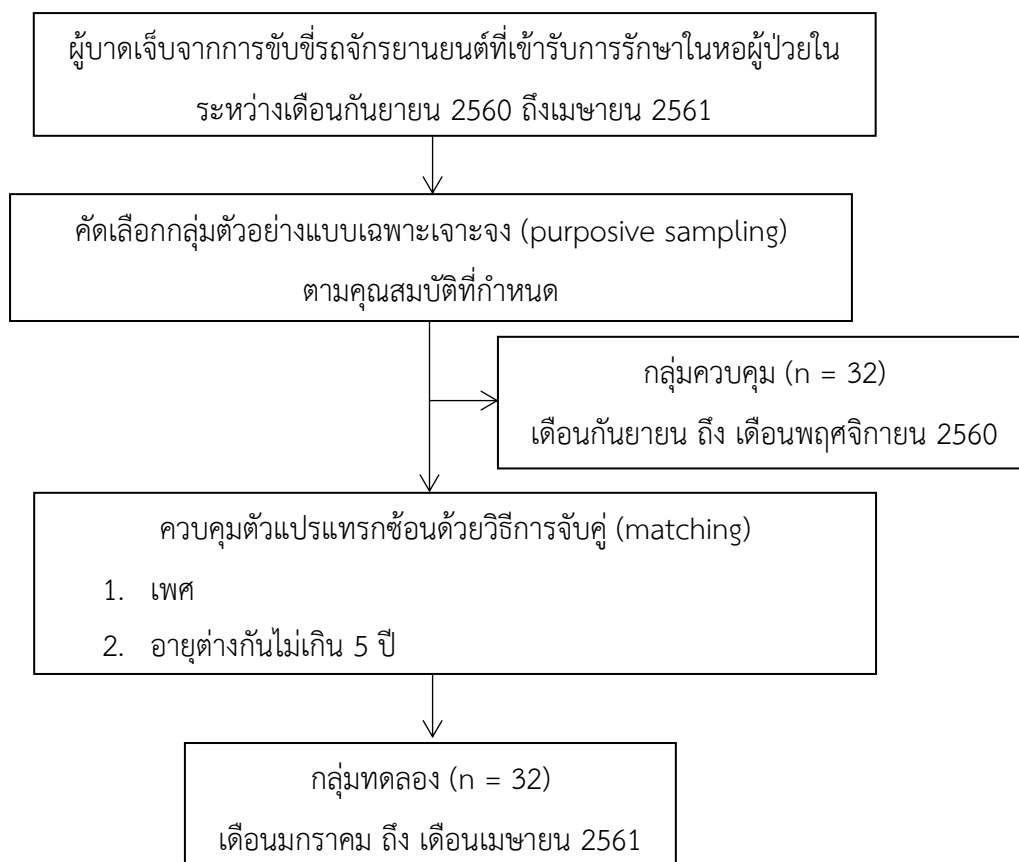 ผู้บาดเจ็บจากการขับขี่รถจักรยานยนต์ที่เข้ารับการรักษาในหอผู้ป่วยใน
ระหว่างเดือนกันยายน 2560 ถึงเมษายน 2561
คัดเลือกกลุ่มตัวอย่างแบบเฉพาะเจาะจง (purposive sampling)
ตามคุณสมบัติที่กำหนด
กลุ่มควบคุม (n = 32)
เดือนกันยายน ถึง เดือนพฤศจิกายน 2560
ควบคุมตัวแปรแทรกซ้อนด้วยวิธีการจับคู่ (matching)
1. เพศ
2. อายุต่างกันไม่เกิน 5 ปี
กลุ่มทดลอง (n = 32)
เดือนมกราคม ถึง เดือนเมษายน 2561